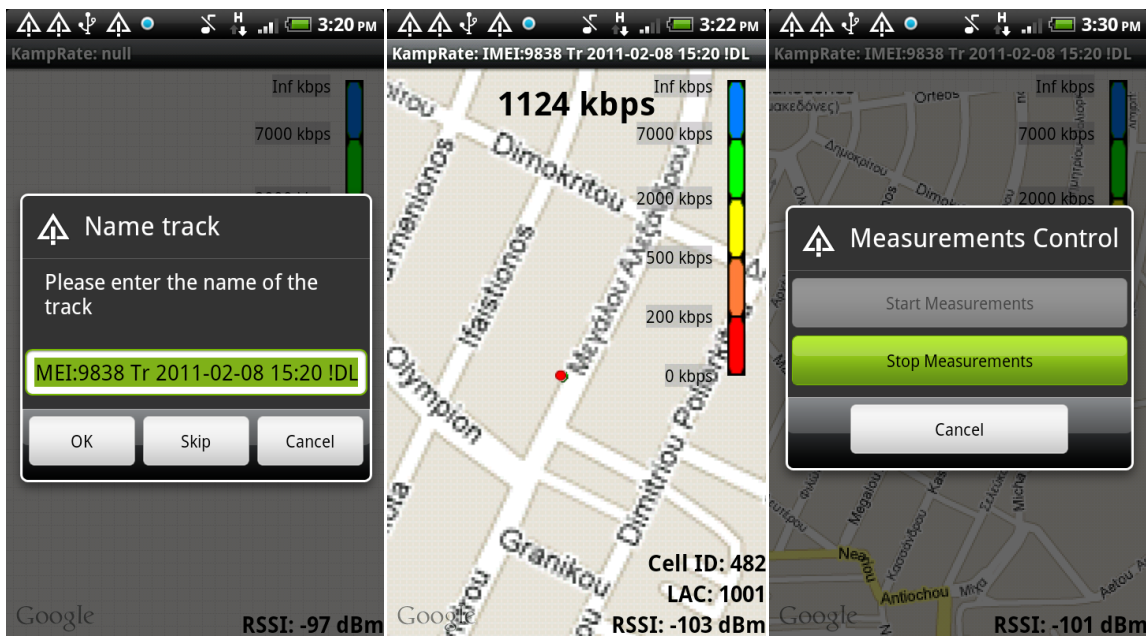 3:20 PM
KampRate: null
Inf kbps
7000 kbps
Name track
Please enter the name of the
track
MEI:9838 Tr 2011-02-08 15:20 !DL
OK Skip Cancel
Google
RSSI: -97 dBm
H
3:22 PM
KampRate: IMEI:9838 Tr 2011-02-08 15:20 !DL
1124 kbps
Inf kbps
7000 kbps
2000 kbps
500 kbps
200 kbps
0 kbps
Dimokritou
Ifaistionos
Μεγάλου Αλεξάνδρου
Olympion
Granikou
Cell ID: 482
LAC: 1001
Google
RSSI: -103 dBm
H
3:30 PM
KampRate: IMEI:9838 Tr 2011-02-08 15:20 !DL
Inf kbps
7000 kbps
2000 kbps
Δημοκρίτου
Measurements Control
Start Measurements
Stop Measurements
Cancel
Megalou
Κασσάνδρου
Antiochou
Google
RSSI: -101 dBm